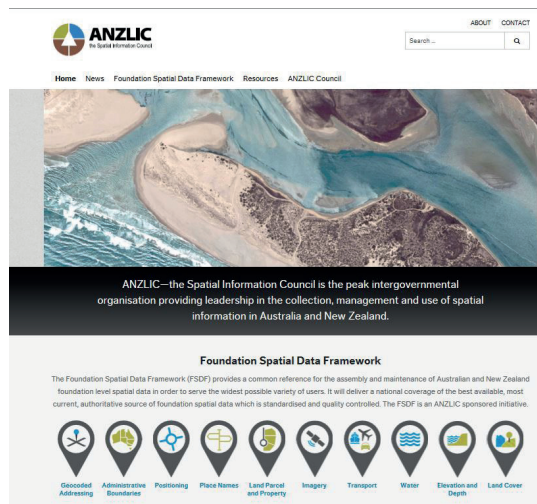 ABOUT CONTACT
ANZLIC
the Spatial Information Council
Search ...
Home News Foundation Spatial Data Framework Resources ANZLIC Council
ANZLIC—the Spatial Information Council is the peak intergovernmental
organisation providing leadership in the collection, management and use of spatial
information in Australia and New Zealand.
Foundation Spatial Data Framework
The Foundation Spatial Data Framework (FSDF) provides a common reference for the assembly and maintenance of Australian and New Zealand
foundation level spatial data in order to serve the widest possible variety of users. It will deliver a national coverage of the best available, most
current, authoritative source of foundation spatial data which is standardised and quality controlled. The FSDF is an ANZLIC sponsored initiative.
Geocoded Administrative Positioning Place Names Land Parcel Imagery Transport Water Elevation and Land Cover
Addressing Boundaries and Property Depth